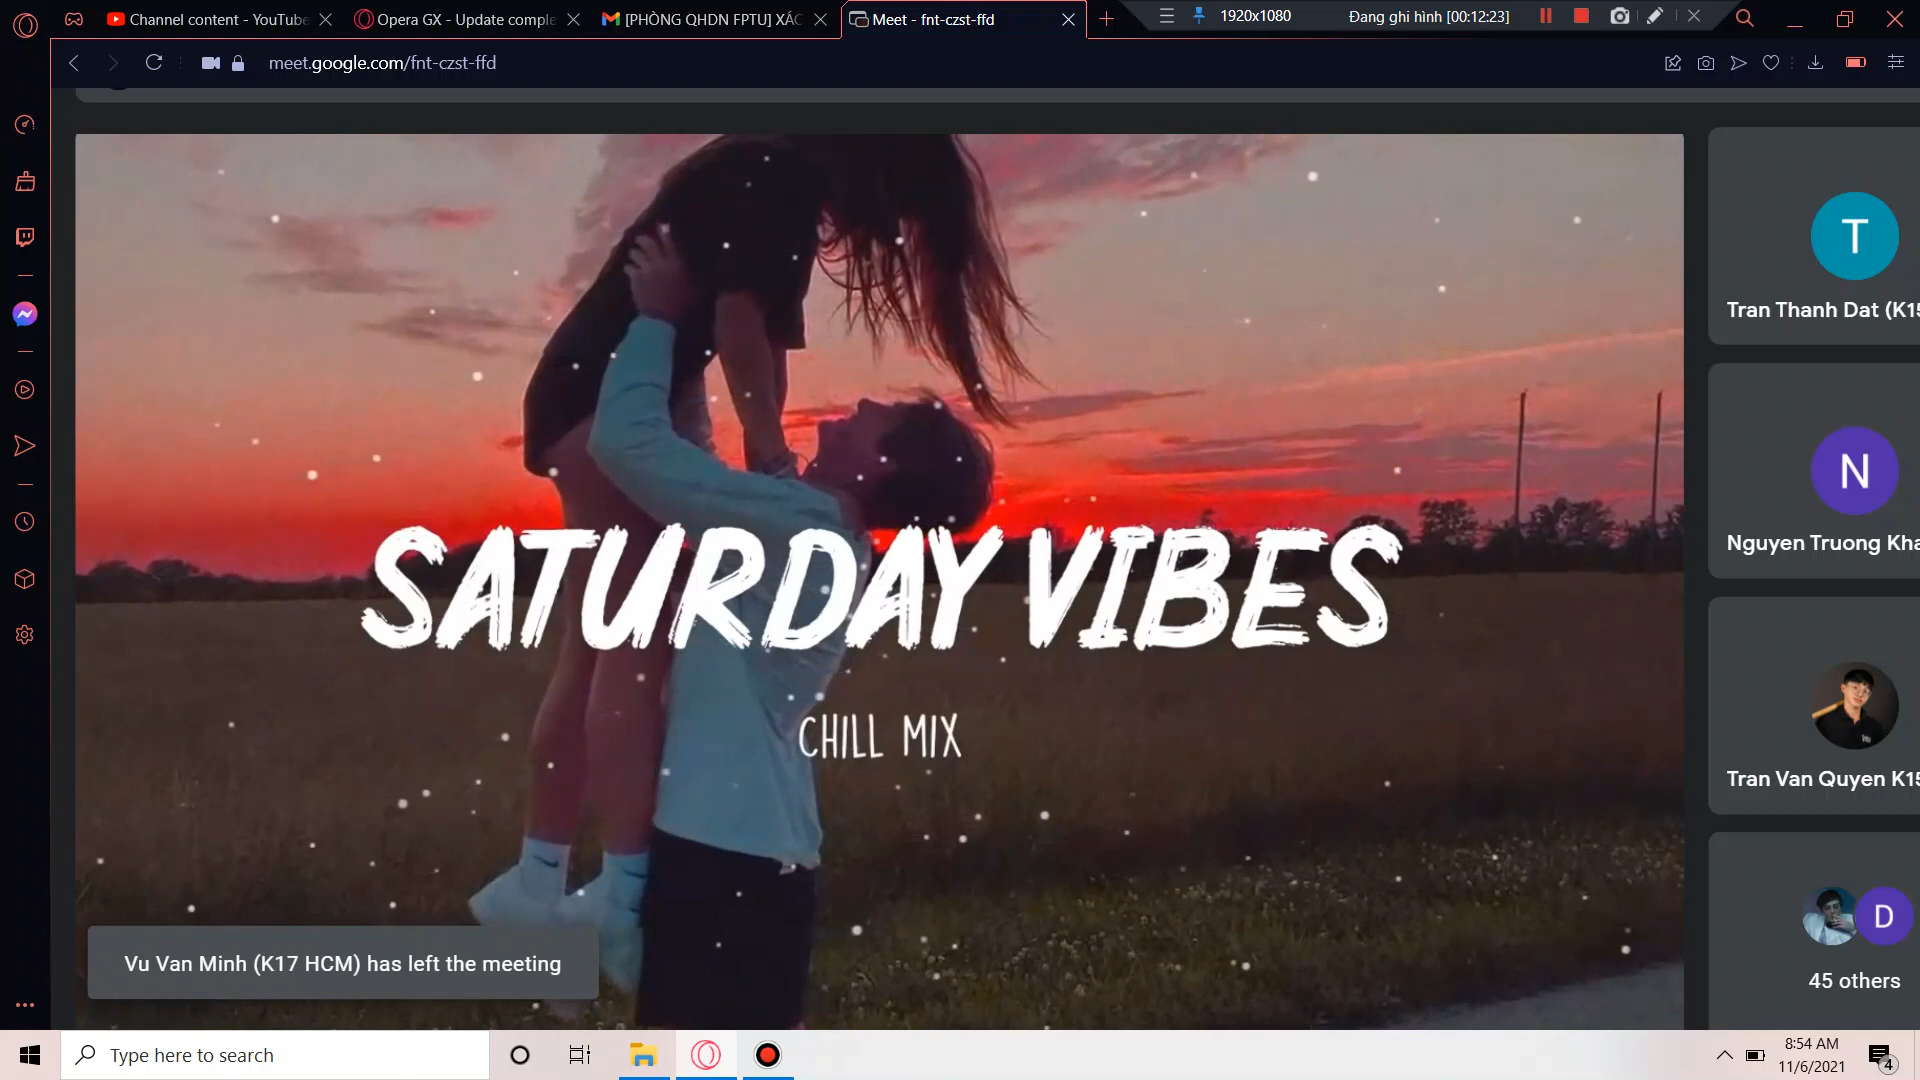 Channel content - YouTube
Opera GX - Update comple
[PHÒNG QHDN FPTU] XÁC
Meet - fnt-czst-ffd
1920x1080
Đang ghi hình [00:12:23]
meet.google.com/fnt-czst-ffd
T
Tran Thanh Dat (K15
N
Nguyen Truong Kha
Tran Van Quyen K15
D
45 others
SATURDAY VIBES
CHILL MIX
Vu Van Minh (K17 HCM) has left the meeting
Type here to search
8:54 AM
11/6/2021
4